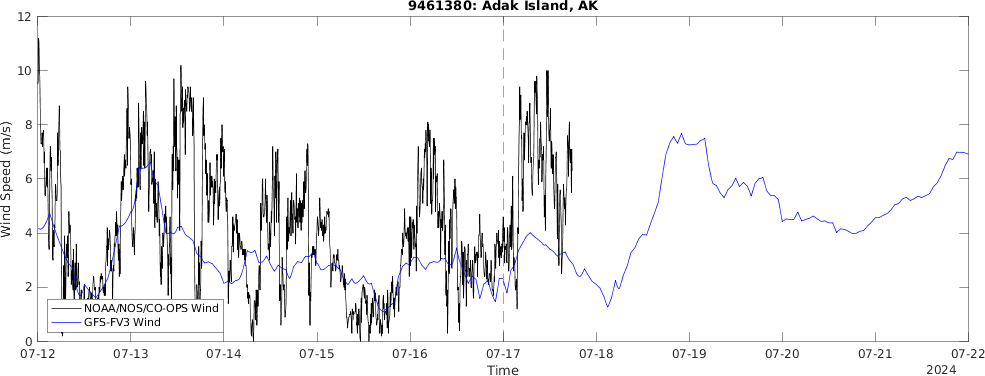 9461380: Adak Island, AK
Wind Speed (m/s)
12
10
8
6
4
2
0
NOAA/NOS/CO-OPS Wind
GFS-FV3 Wind
07-12 07-13 07-14 07-15 07-16 07-17 07-18 07-19 07-20 07-21 07-22
Time
2024